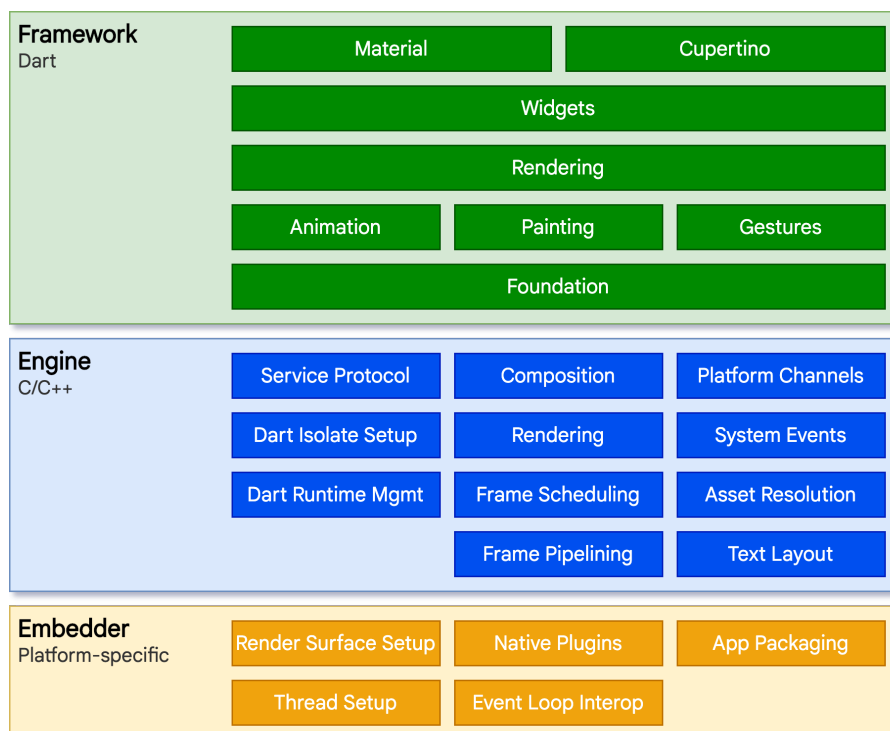 Framework
Dart
Material
Cupertino
Widgets
Rendering
Animation
Painting
Gestures
Foundation
Engine
C/C++
Service Protocol
Composition
Platform Channels
Dart Isolate Setup
Rendering
System Events
Dart Runtime Mgmt
Frame Scheduling
Asset Resolution
Frame Pipelining
Text Layout
Embedder
Platform-specific
Render Surface Setup
Native Plugins
App Packaging
Thread Setup
Event Loop Interop